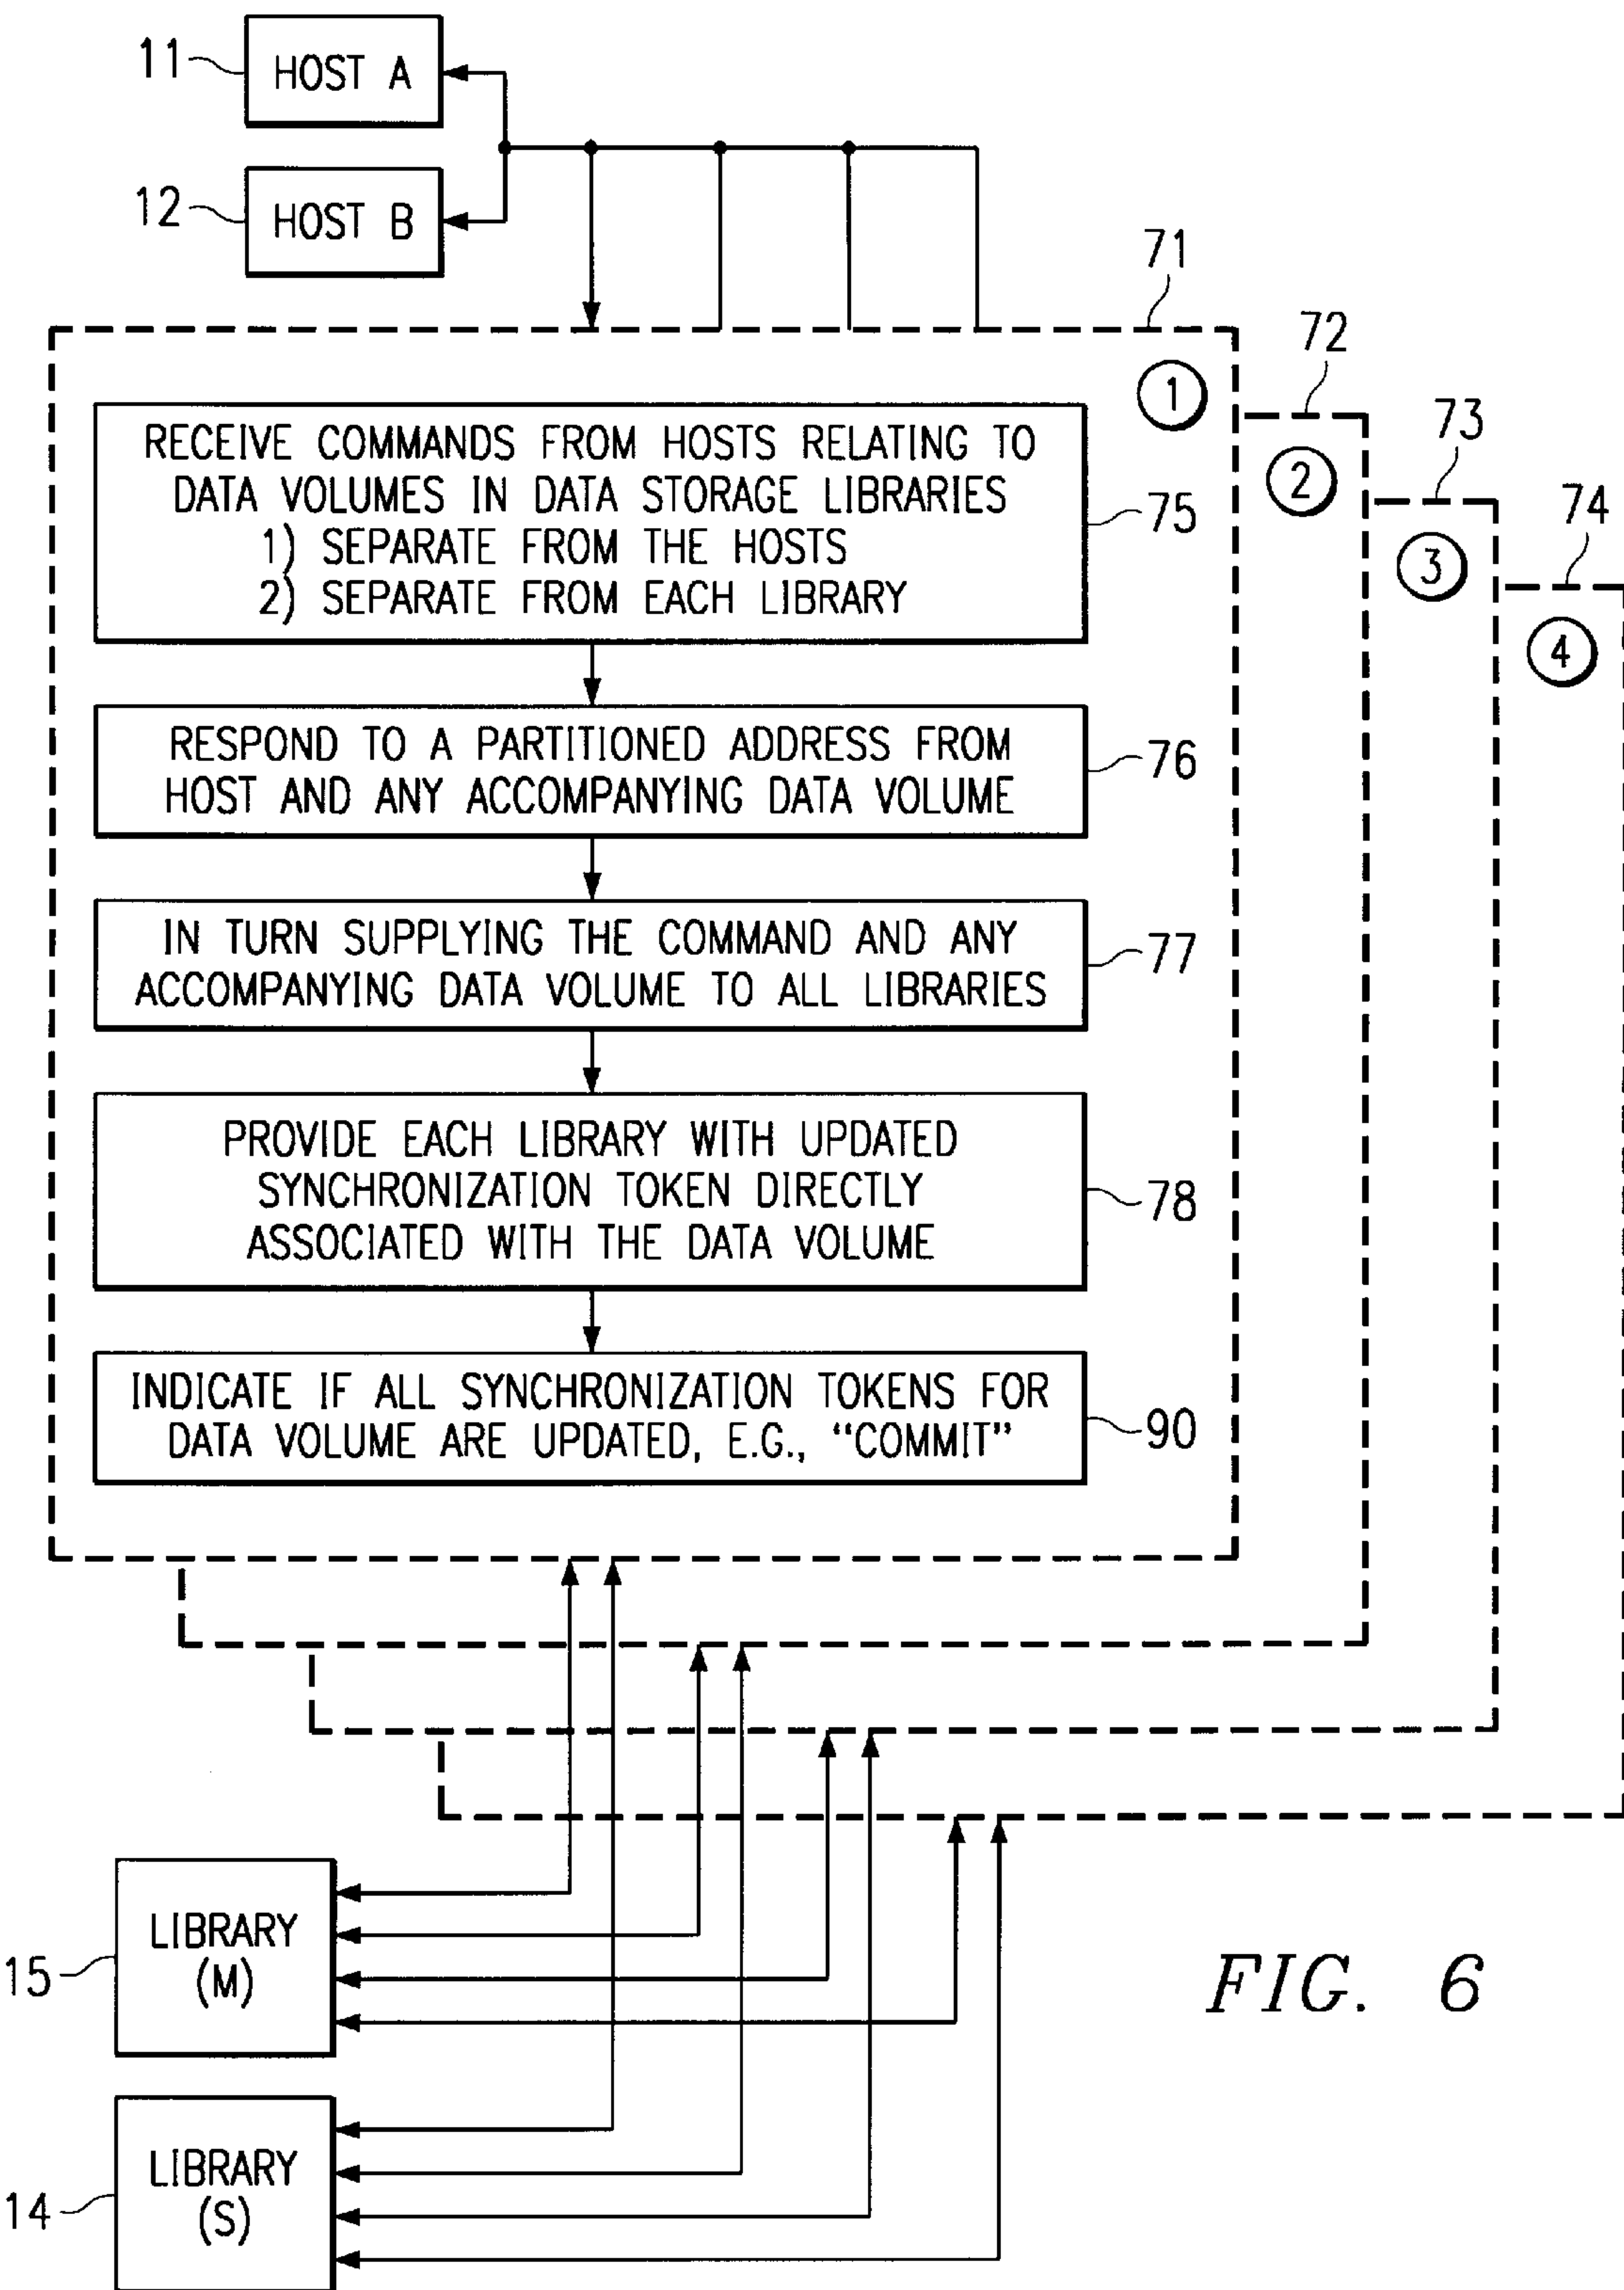 11
HOST A
12
HOST B
71
72
73
74
1
2
3
4
RECEIVE COMMANDS FROM HOSTS RELATING TO
DATA VOLUMES IN DATA STORAGE LIBRARIES
1) SEPARATE FROM THE HOSTS
2) SEPARATE FROM EACH LIBRARY
75
RESPOND TO A PARTITIONED ADDRESS FROM
HOST AND ANY ACCOMPANYING DATA VOLUME
76
IN TURN SUPPLYING THE COMMAND AND ANY
ACCOMPANYING DATA VOLUME TO ALL LIBRARIES
77
PROVIDE EACH LIBRARY WITH UPDATED
SYNCHRONIZATION TOKEN DIRECTLY
ASSOCIATED WITH THE DATA VOLUME
78
INDICATE IF ALL SYNCHRONIZATION TOKENS FOR
DATA VOLUME ARE UPDATED, E.G., "COMMIT"
90
LIBRARY
(M)
15
LIBRARY
(S)
14
FIG. 6